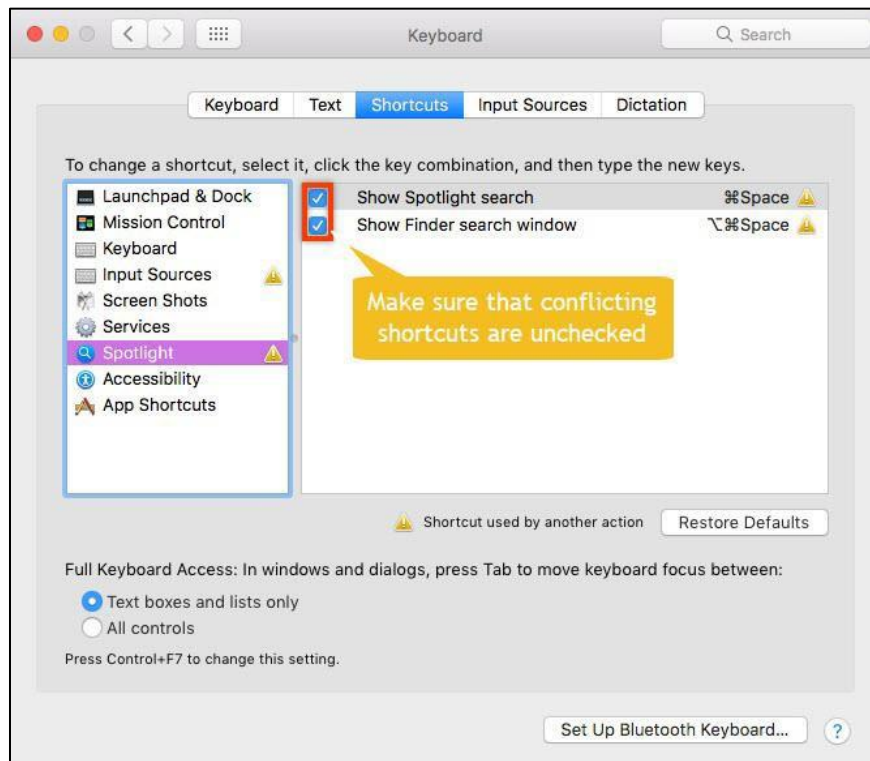 Keyboard
Search
Keyboard Text Shortcuts Input Sources Dictation
To change a shortcut, select it, click the key combination, and then type the new keys.
Launchpad & Dock
Mission Control
Keyboard
Input Sources
Screen Shots
Services
Spotlight
Accessibility
App Shortcuts
Show Spotlight search ⌘Space
Show Finder search window ⌥⌘Space
Make sure that conflicting
shortcuts are unchecked
Shortcut used by another action
Restore Defaults
Full Keyboard Access: In windows and dialogs, press Tab to move keyboard focus between:
Text boxes and lists only
All controls
Press Control+F7 to change this setting.
Set Up Bluetooth Keyboard...
?